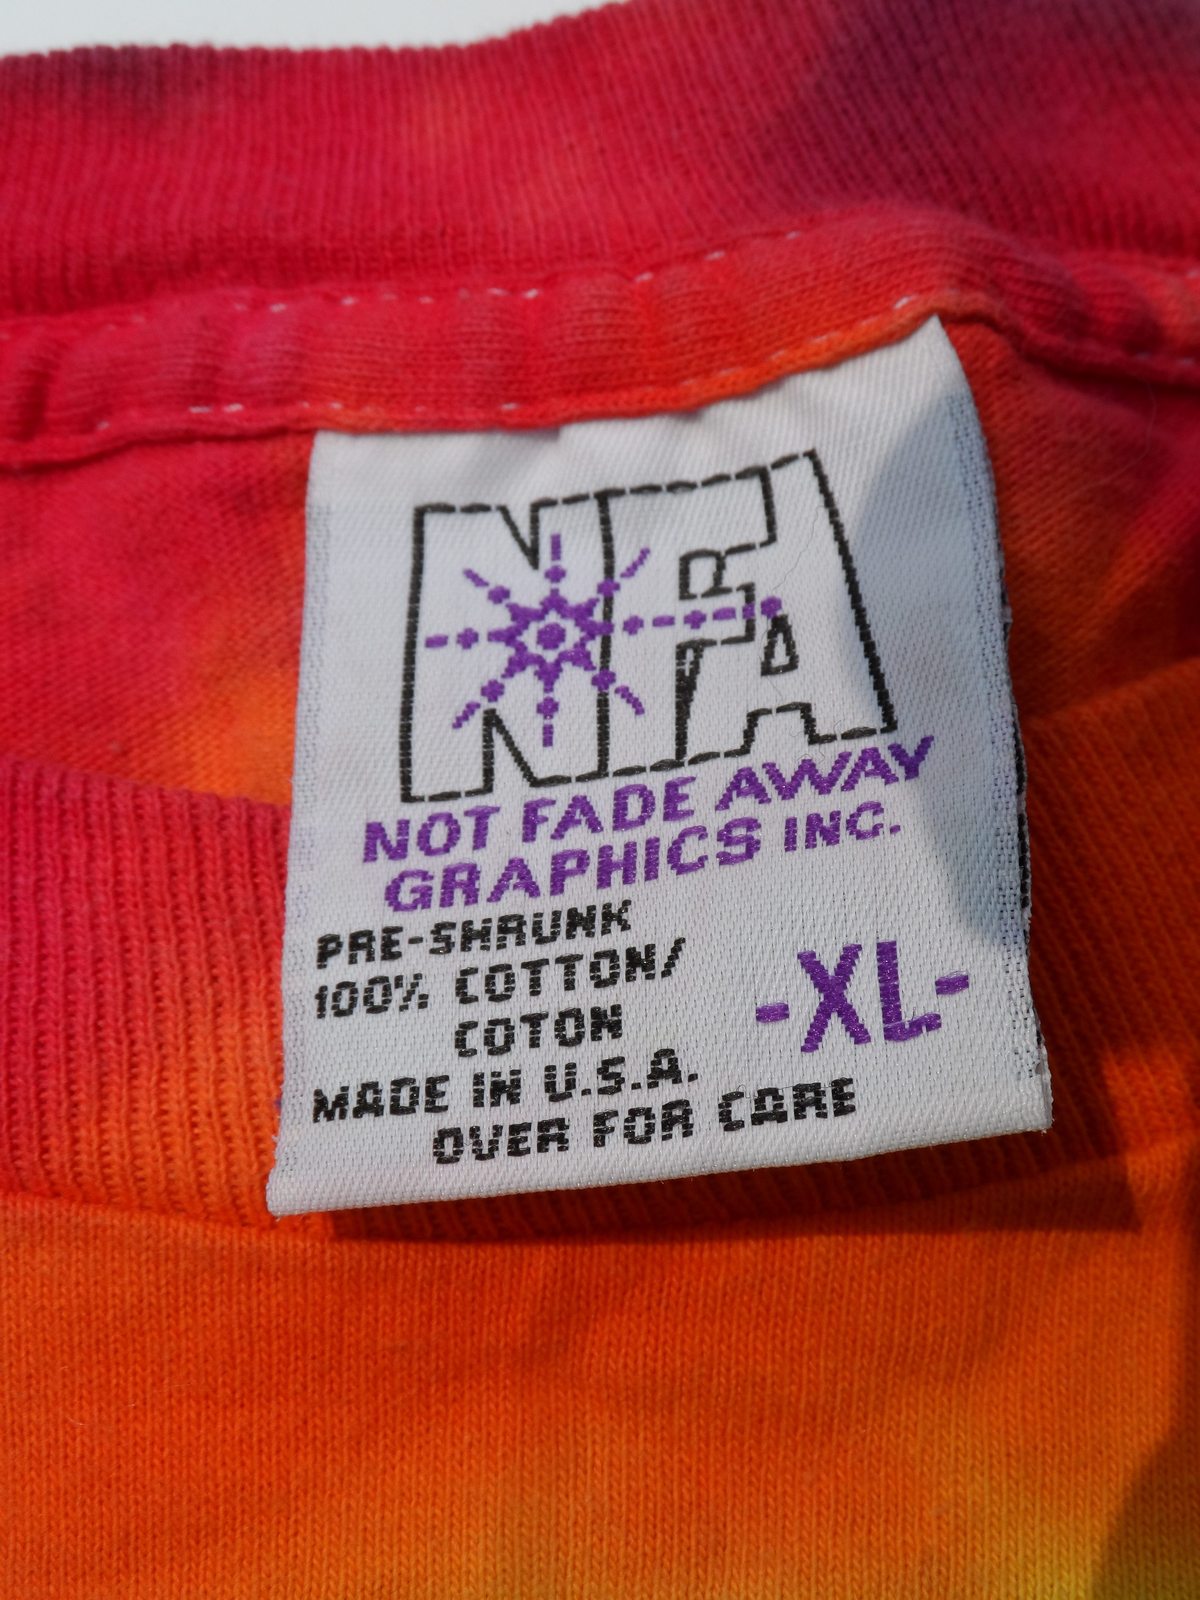 NFA
NOT FADE AWAY
GRAPHICS INC.
PRE-SHRUNK
100% COTTON/
COTON
-XL-
MADE IN U.S.A.
OVER FOR CARE